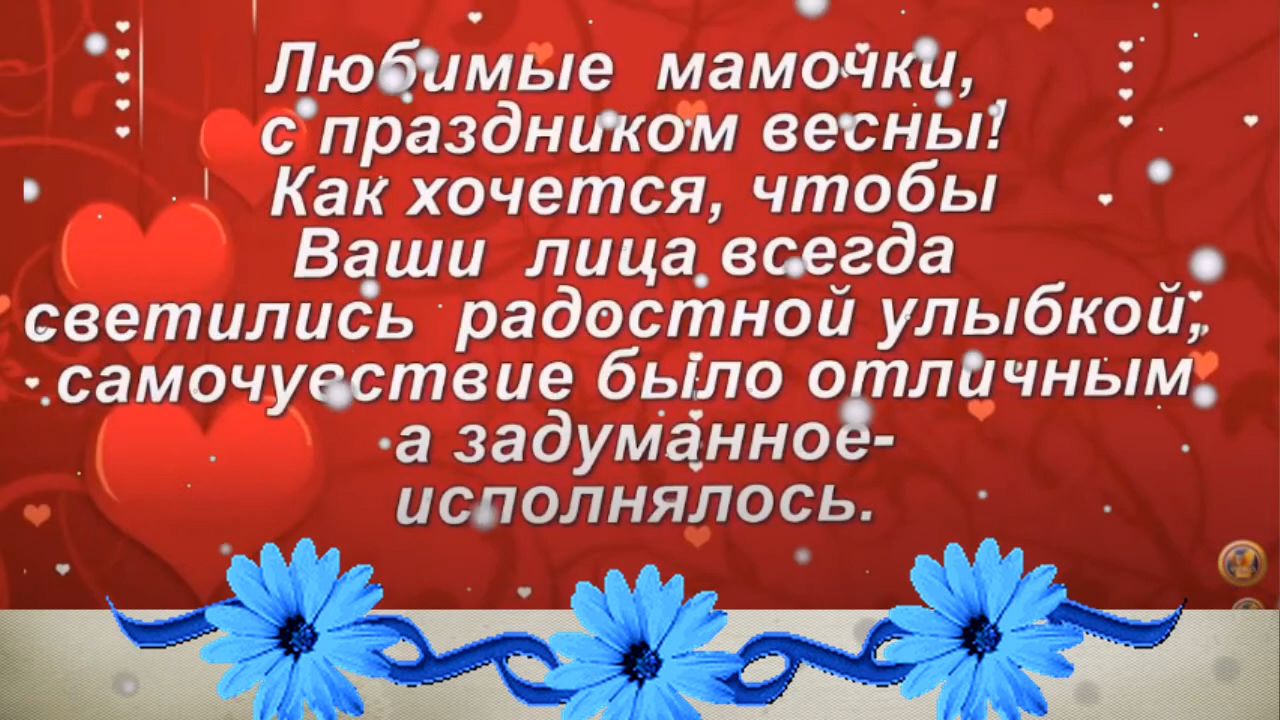 Любимые мамочки,
с праздником весны!
Как хочется, чтобы
Ваши лица всегда
светились радостной улыбкой,
самочувствие было отличным
а задуманное-
исполнялось.